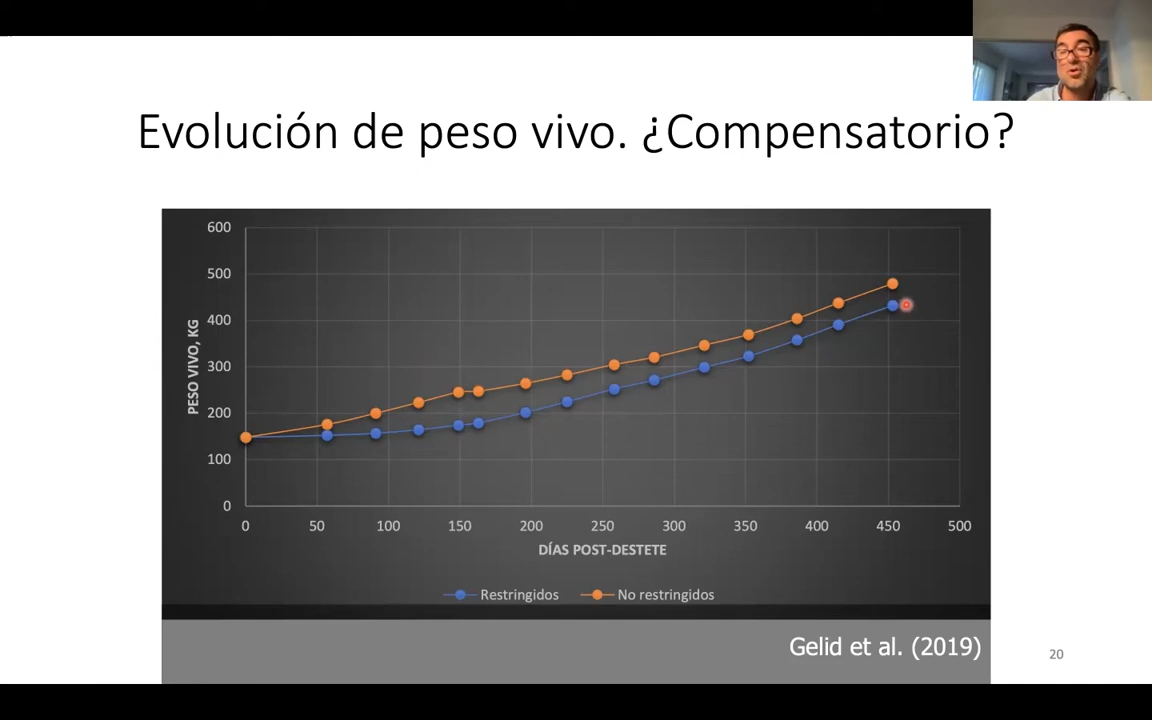 Evolución de peso vivo. ¿Compensatorio?
600
500
400
300
200
100
0
PESO VIVO, KG
0 50 100 150 200 250 300 350 400 450 500
DÍAS POST-DESTETE
Restringidos No restringidos
Gelid et al. (2019)
20